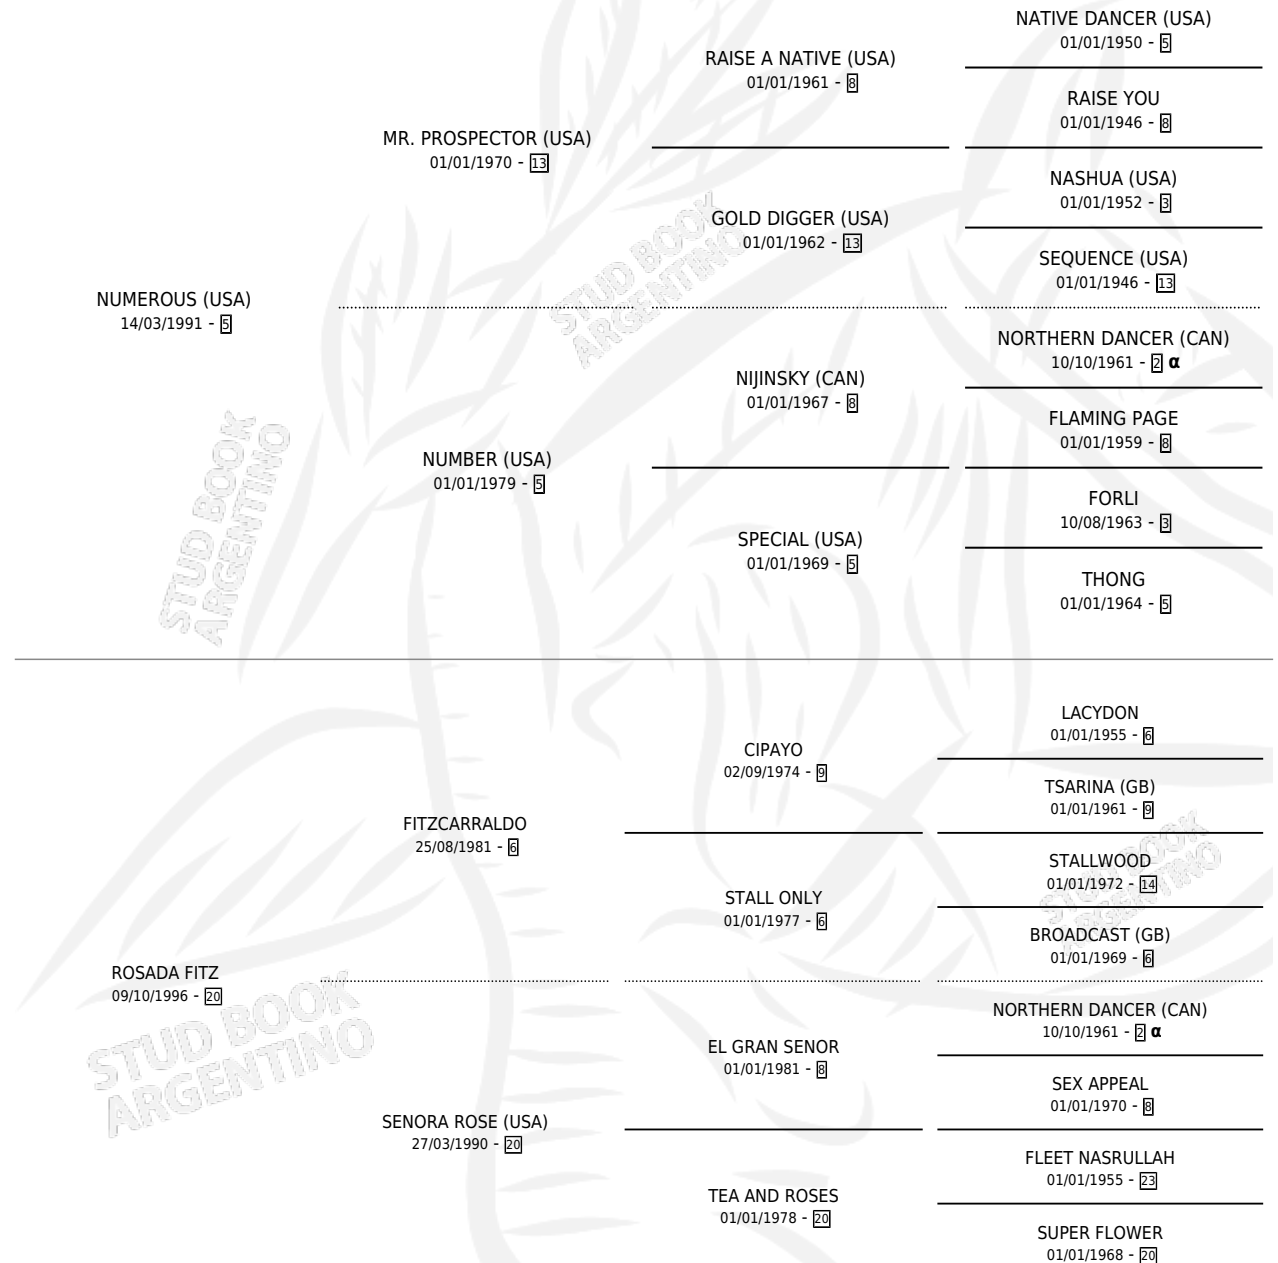 NATIVE DANCER (USA)
01/01/1950 - 5
RAISE A NATIVE (USA)
01/01/1961 - 8
RAISE YOU
01/01/1946 - 8
MR. PROSPECTOR (USA)
01/01/1970 - 13
NASHUA (USA)
01/01/1952 - 3
GOLD DIGGER (USA)
01/01/1962 - 13
SEQUENCE (USA)
01/01/1946 - 13
NUMEROUS (USA)
14/03/1991 - 5
NORTHERN DANCER (CAN)
10/10/1961 - 2 α
NIJINSKY (CAN)
01/01/1967 - 8
FLAMING PAGE
01/01/1959 - 8
NUMBER (USA)
01/01/1979 - 5
FORLI
10/08/1963 - 3
SPECIAL (USA)
01/01/1969 - 5
THONG
01/01/1964 - 5
LACYDON
01/01/1955 - 6
CIPAYO
02/09/1974 - 9
TSARINA (GB)
01/01/1961 - 9
FITZCARRALDO
25/08/1981 - 6
STALLWOOD
01/01/1972 - 14
STALL ONLY
01/01/1977 - 6
BROADCAST (GB)
01/01/1969 - 6
ROSADA FITZ
09/10/1996 - 20
NORTHERN DANCER (CAN)
10/10/1961 - 2 α
EL GRAN SENOR
01/01/1981 - 8
SEX APPEAL
01/01/1970 - 8
SENORA ROSE (USA)
27/03/1990 - 20
FLEET NASRULLAH
01/01/1955 - 23
TEA AND ROSES
01/01/1978 - 20
SUPER FLOWER
01/01/1968 - 20
STUD BOOK
ARGENTINO
STUD BOOK
ARGENTINO
STUD BOOK
ARGENTINO
STUD BOOK
ARGENTINO